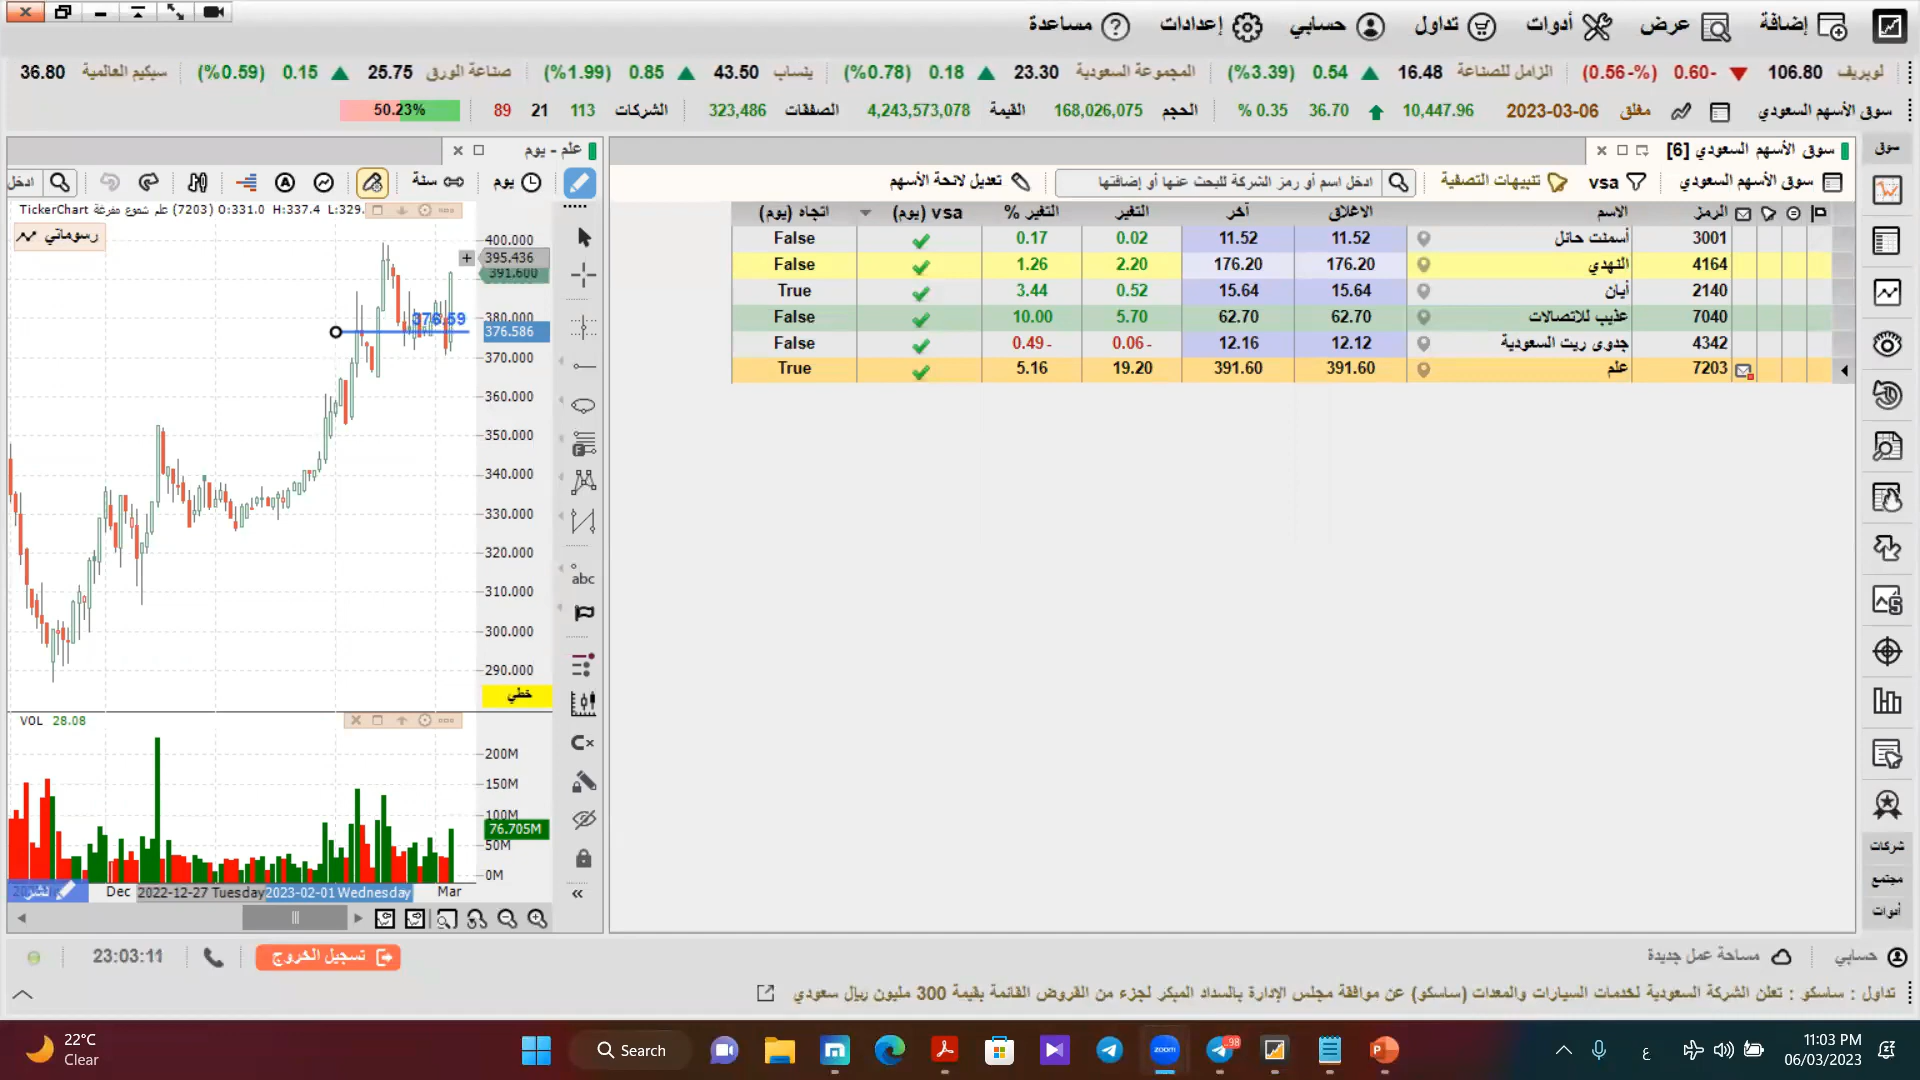 إضافة عرض أدوات تداول حسابي إعدادات مساعدة
لوبريف 106.80 0.60- (0.56-%) الزامل للصناعة 16.48 0.54 (%3.39) المجموعة السعودية 23.30 0.18 (%0.78) ينساب 43.50 0.85 (%1.99) صناعة الورق 25.75 0.15 (%0.59) سبكيم العالمية 36.80
سوق الأسهم السعودي 2023-03-06 مغلق 10,447.96 36.70 0.35 % الحجم 168,026,075 القيمة 4,243,573,078 الصفقات 323,486 الشركات 113 21 89 50.23%
سوق
سوق الأسهم السعودي [6]
سوق الأسهم السعودي vsa تنبيهات التصفية ادخل اسم أو رمز الشركة للبحث عنها أو إضافتها تعديل لائحة الأسهم
الرمز الاسم الاغلاق آخر التغير التغير % vsa (يوم) اتجاه (يوم)
3001 أسمنت حائل 11.52 11.52 0.02 0.17 False
4164 النهدي 176.20 176.20 2.20 1.26 False
2140 أيان 15.64 15.64 0.52 3.44 True
7040 عذيب للاتصالات 62.70 62.70 5.70 10.00 False
4342 جدوى ريت السعودية 12.12 12.16 0.06- 0.49- False
7203 علم 391.60 391.60 19.20 5.16 True
علم - يوم
يوم سنة ادخل
TickerChart علم شموع مفرغة (7203) O:331.0 H:337.4 L:329.
رسوماتي
400.000
395.436
391.600
380.000
376.59
376.586
370.000
360.000
350.000
340.000
330.000
320.000
310.000
300.000
290.000
خطي
abc
VOL 28.08
200M
150M
100M
76.705M
50M
0M
نشر Dec 2022-12-27 Tuesday 2023-02-01 Wednesday Mar
شركات
مجتمع
أدوات
حسابي مساحة عمل جديدة
تسجيل الخروج 23:03:11
تداول : ساسكو : تعلن الشركة السعودية لخدمات السيارات والمعدات (ساسكو) عن موافقة مجلس الإدارة بالسداد المبكر لجزء من القروض القائمة بقيمة 300 مليون ريال سعودي
22°C
Clear
Search
zoom
98
ع
11:03 PM
06/03/2023